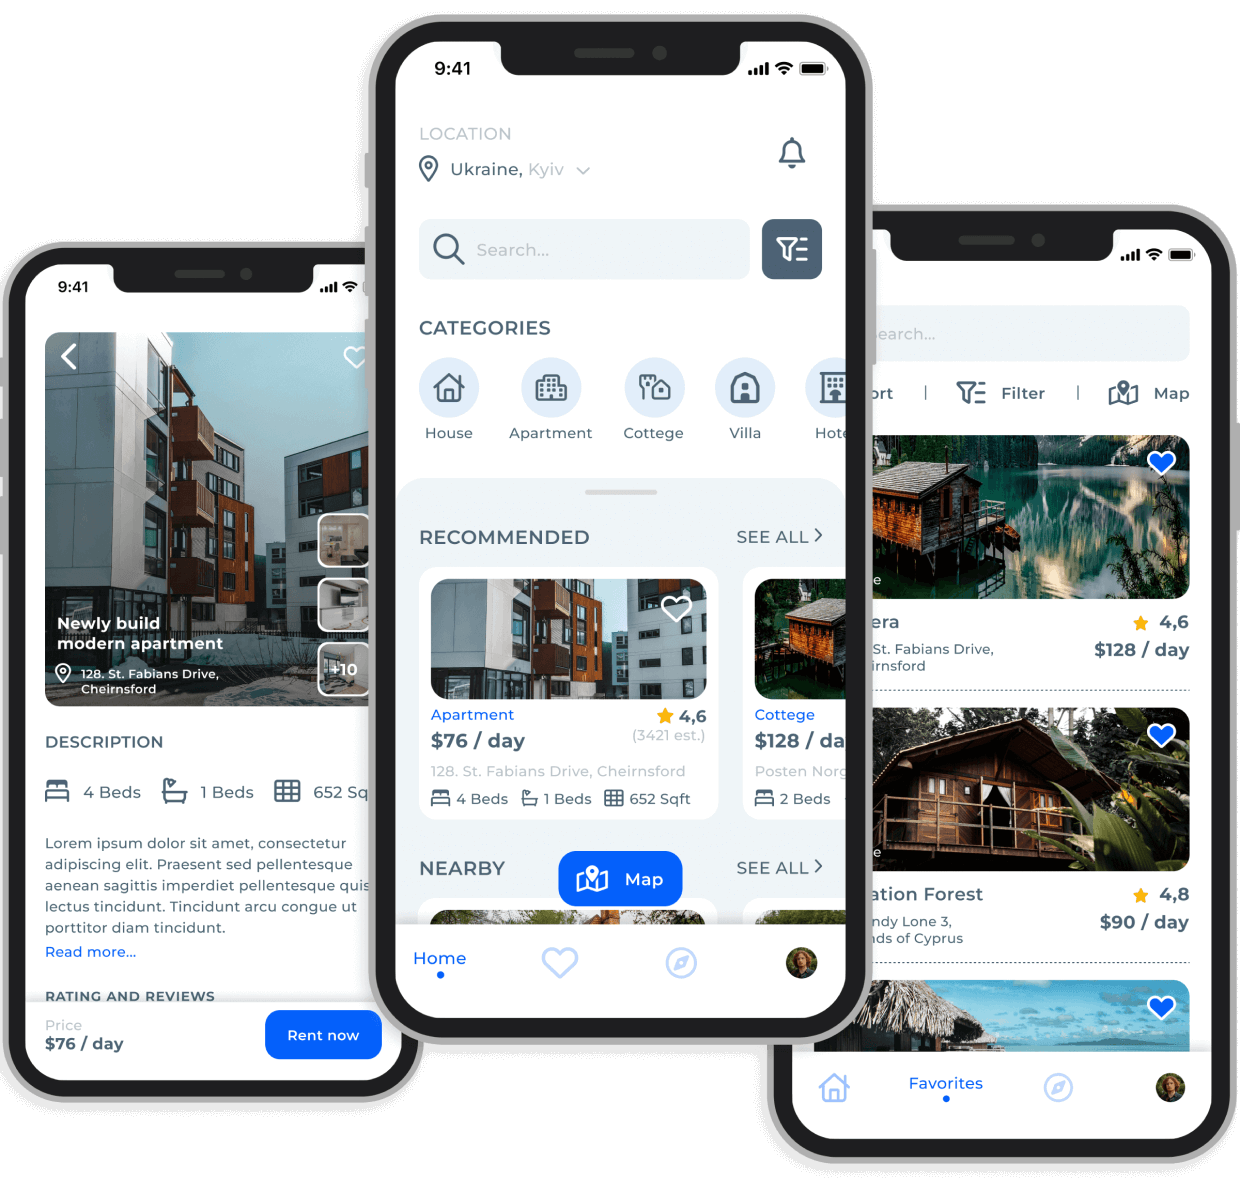 9:41
Newly build
modern apartment
128. St. Fabians Drive,
Cheirnsford
+10
DESCRIPTION
4 Beds
1 Beds
652 Sq
Lorem ipsum dolor sit amet, consectetur
adipiscing elit. Praesent sed pellentesque
aenean sagittis imperdiet pellentesque quis
lectus tincidunt. Tincidunt arcu congue ut
porttitor diam tincidunt.
Read more...
RATING AND REVIEWS
Price
$76 / day
Rent now
9:41
LOCATION
Ukraine, Kyiv
Search...
CATEGORIES
House
Apartment
Cottege
Villa
Hote
RECOMMENDED
SEE ALL
Apartment
4,6
$76 / day
(3421 est.)
128. St. Fabians Drive, Cheirnsford
4 Beds
1 Beds
652 Sqft
Cottege
$128 / da
Posten Norg
2 Beds
NEARBY
SEE ALL
Map
Home
earch...
ort
Filter
Map
e
era
4,6
St. Fabians Drive,
irnsford
$128 / day
e
ation Forest
4,8
ndy Lone 3,
nds of Cyprus
$90 / day
Favorites